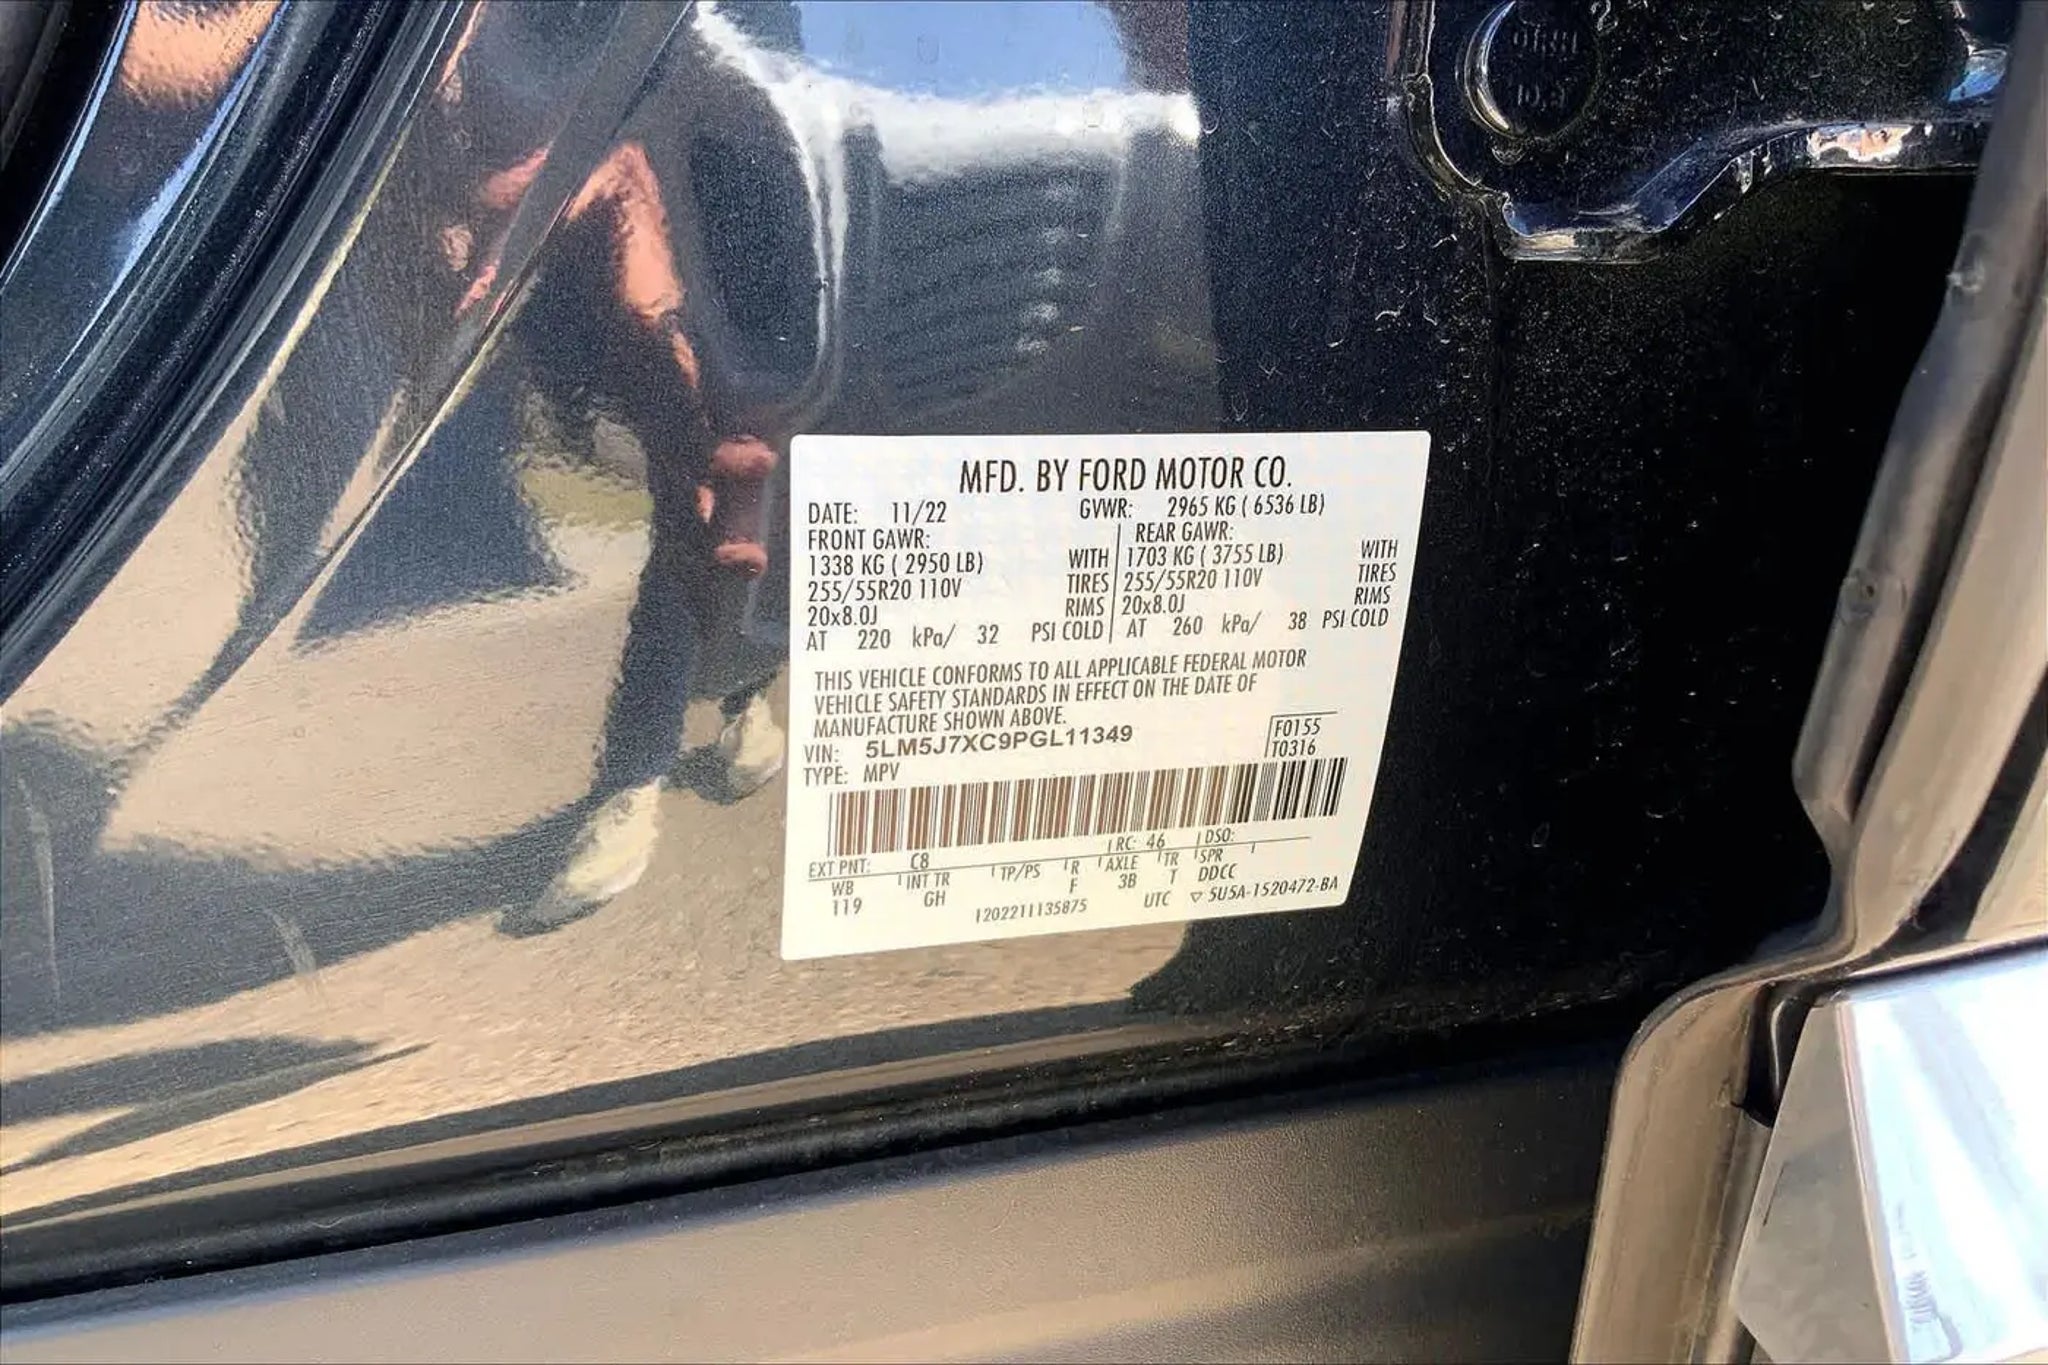 MFD. BY FORD MOTOR CO.
DATE: 11/22 GVWR: 2965 KG ( 6536 LB)
FRONT GAWR: REAR GAWR:
1338 KG ( 2950 LB) WITH 1703 KG ( 3755 LB) WITH
255/55R20 110V TIRES 255/55R20 110V TIRES
20x8.0J RIMS 20x8.0J RIMS
AT 220 kPa/ 32 PSI COLD AT 260 kPa/ 38 PSI COLD
THIS VEHICLE CONFORMS TO ALL APPLICABLE FEDERAL MOTOR
VEHICLE SAFETY STANDARDS IN EFFECT ON THE DATE OF
MANUFACTURE SHOWN ABOVE.
VIN: 5LM5J7XC9PGL11349 F0155
TYPE: MPV T0316
EXT PNT: C8 RC: 46 DSO:
WB INT TR TP/PS R AXLE TR SPR
119 GH F 3B T DDCC
1202211135875 UTC ▽ 5U5A-1520472-BA